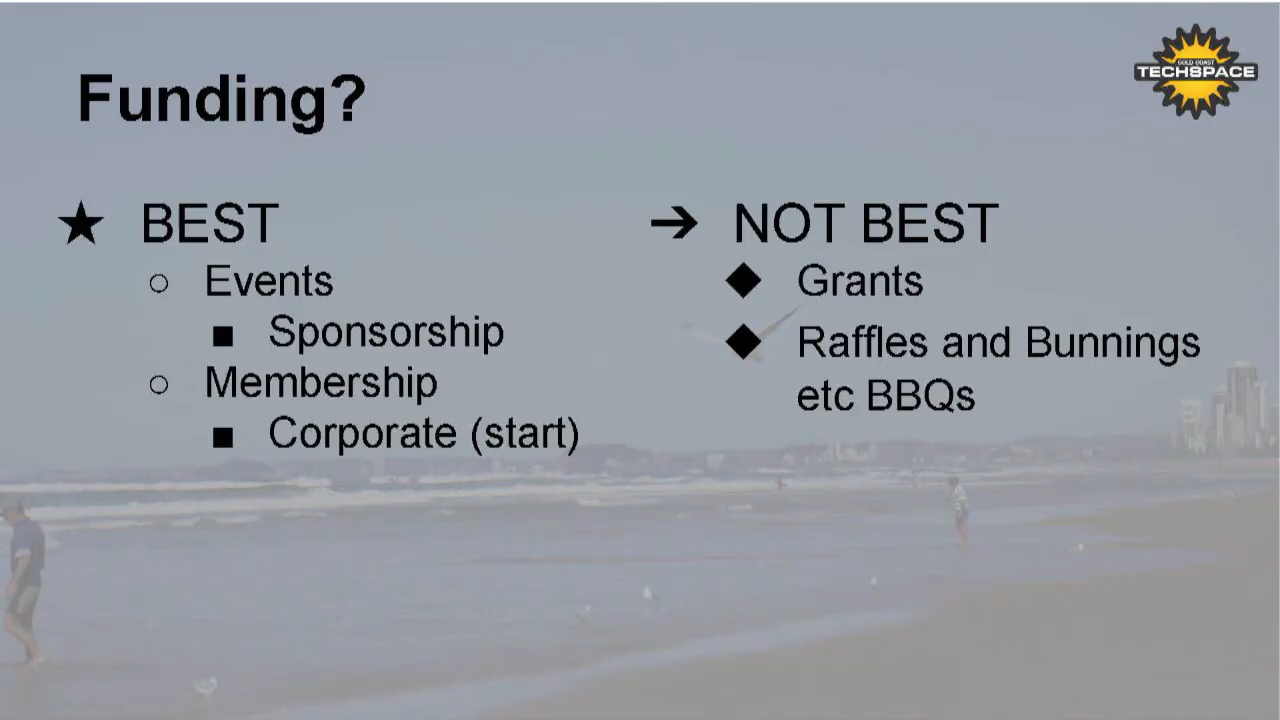 Funding?
GOLD COAST
TECHSPACE
★ BEST
○ Events
■ Sponsorship
○ Membership
■ Corporate (start)
➔ NOT BEST
◆ Grants
◆ Raffles and Bunnings
etc BBQs